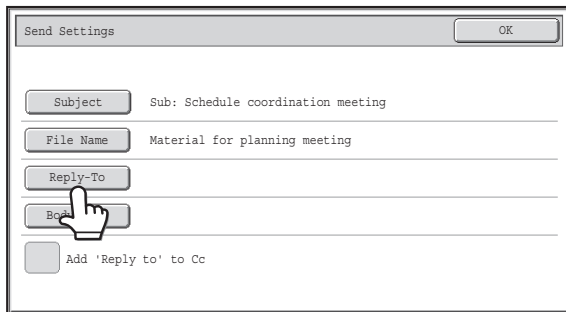 Send Settings OK
Subject Sub: Schedule coordination meeting
File Name Material for planning meeting
Reply-To
Add 'Reply to' to Cc